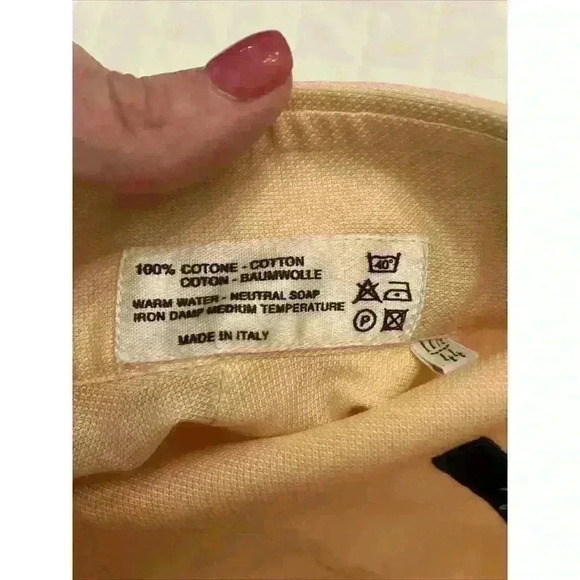 100% COTONE - COTTON
COTON - BAUMWOLLE
WARM WATER - NEUTRAL SOAP
IRON DAMP MEDIUM TEMPERATURE
MADE IN ITALY
40°
P